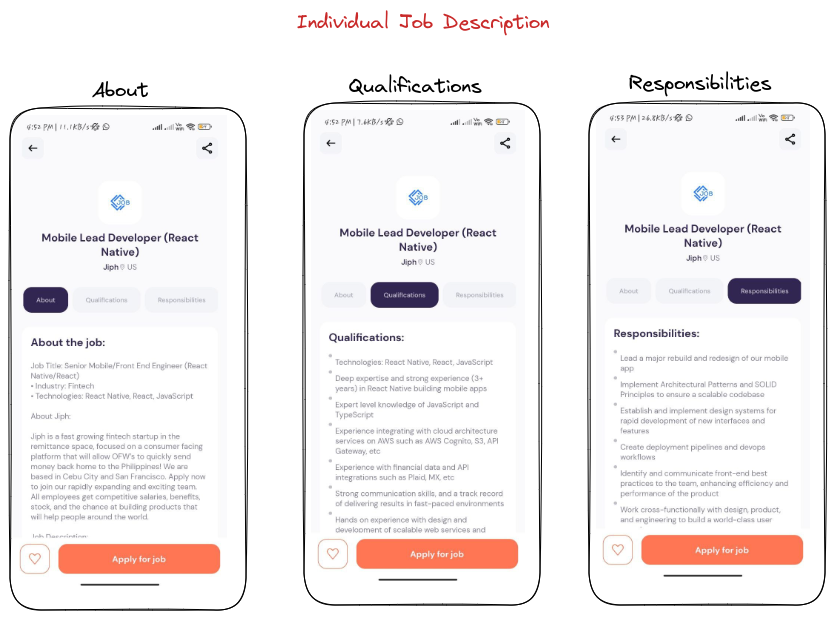 Individual Job Description
About
4:52 PM | 11.1KB/s
JOB
Mobile Lead Developer (React
Native)
Jiph US
About Qualifications Responsibilities
About the job:
Job Title: Senior Mobile/Front End Engineer (React
Native/React)
• Industry: Fintech
• Technologies: React Native, React, JavaScript
About Jiph:
Jiph is a fast growing fintech startup in the
remittance space, focused on a consumer facing
platform that will allow OFW's to quickly send
money back home to the Philippines! We are
based in Cebu City and San Francisco. Apply now
to join our rapidly expanding and exciting team.
All employees get competitive salaries, benefits,
stock, and the chance at building products that
will help people around the world.
Job Description:
Apply for job
Qualifications
4:52 PM | 7.6KB/s
JOB
Mobile Lead Developer (React
Native)
Jiph US
About Qualifications Responsibilities
Qualifications:
Technologies: React Native, React, JavaScript
Deep expertise and strong experience (3+
years) in React Native building mobile apps
Expert level knowledge of JavaScript and
TypeScript
Experience integrating with cloud architecture
services on AWS such as AWS Cognito, S3, API
Gateway, etc
Experience with financial data and API
integrations such as Plaid, MX, etc
Strong communication skills, and a track record
of delivering results in fast-paced environments
Hands on experience with design and
development of scalable web services and
Apply for job
Responsibilities
4:53 PM | 26.8KB/s
JOB
Mobile Lead Developer (React
Native)
Jiph US
About Qualifications Responsibilities
Responsibilities:
Lead a major rebuild and redesign of our mobile
app
Implement Architectural Patterns and SOLID
Principles to ensure a scalable codebase
Establish and implement design systems for
rapid development of new interfaces and
features
Create deployment pipelines and devops
workflows
Identify and communicate front-end best
practices to the team, enhancing efficiency and
performance of the product
Work cross-functionally with design, product,
and engineering to build a world-class user
Apply for job